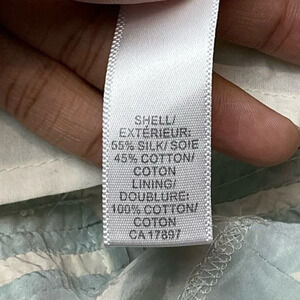 SHELL/
EXTÉRIEUR:
55% SILK/ SOIE
45% COTTON/
COTON
LINING/
DOUBLURE:
100% COTTON/
COTON
CA 17897